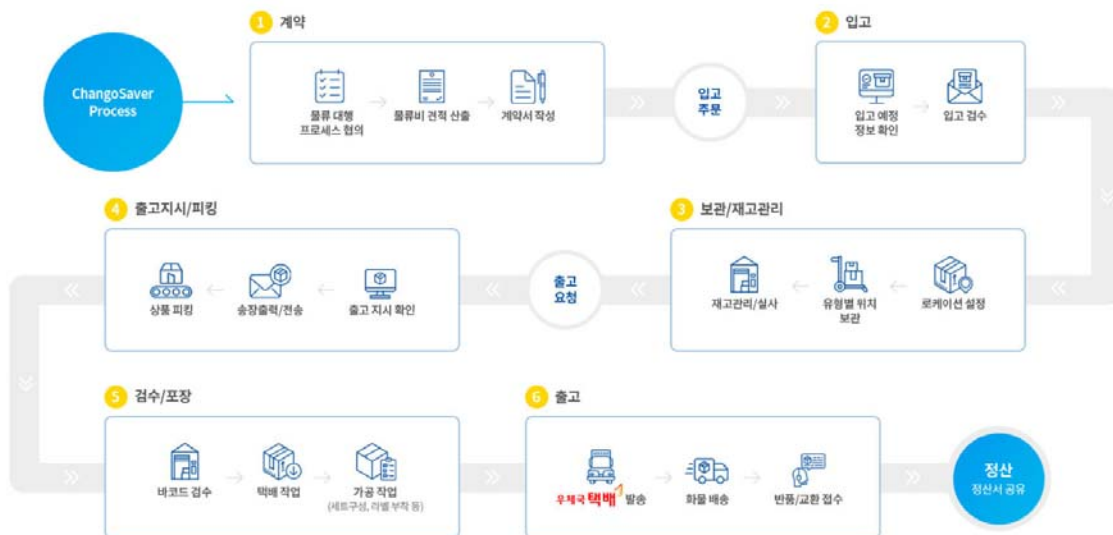 ChangoSaver
Process
1 계약
물류 대행
프로세스 협의
물류비 견적 산출
계약서 작성
입고
주문
2 입고
입고 예정
정보 확인
입고 검수
3 보관/재고관리
로케이션 설정
유형별 위치
보관
재고관리/실사
출고
요청
4 출고지시/피킹
출고 지시 확인
송장출력/전송
상품 피킹
5 검수/포장
바코드 검수
택배 작업
가공 작업
(세트구성, 라벨 부착 등)
6 출고
우체국 택배 발송
화물 배송
반품/교환 접수
정산
정산서 공유